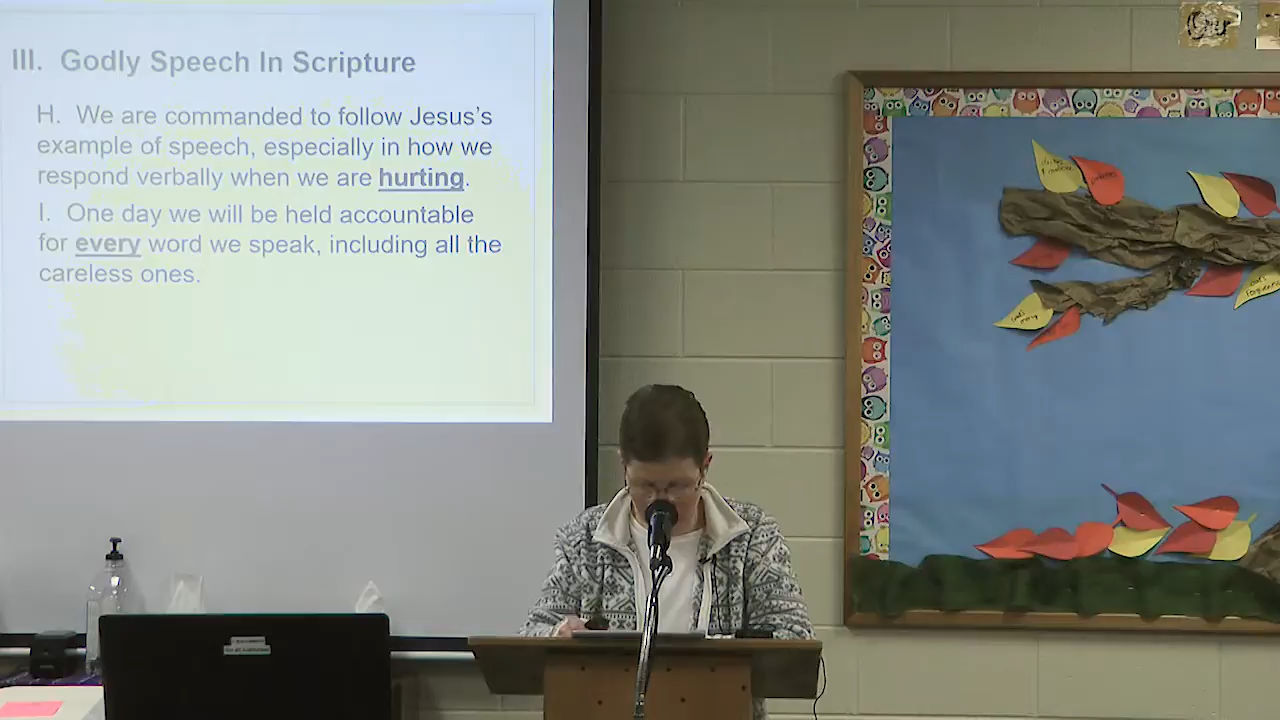 III. Godly Speech In Scripture
H. We are commanded to follow Jesus's
example of speech, especially in how we
respond verbally when we are hurting.
I. One day we will be held accountable
for every word we speak, including all the
careless ones.
Our